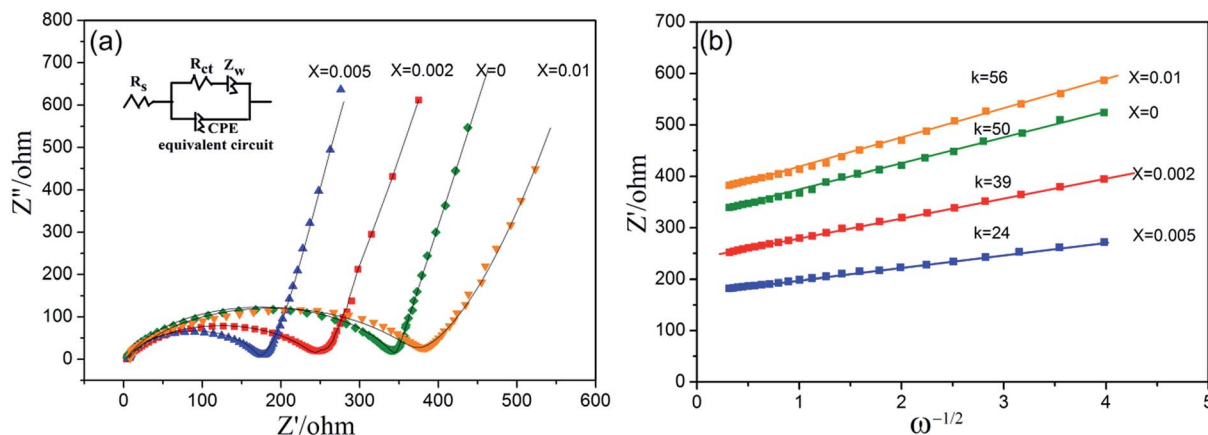 (a)
800
700
600
500
400
300
200
100
0
Z''/ohm
0 100 200 300 400 500 600
Z'/ohm
Rs
Rct Zw
CPE
equivalent circuit
X=0.005 X=0.002 X=0 X=0.01
(b)
700
600
500
400
300
200
100
0
Z'/ohm
0 1 2 3 4 5
ω⁻¹/²
k=56 X=0.01
k=50 X=0
k=39 X=0.002
k=24 X=0.005